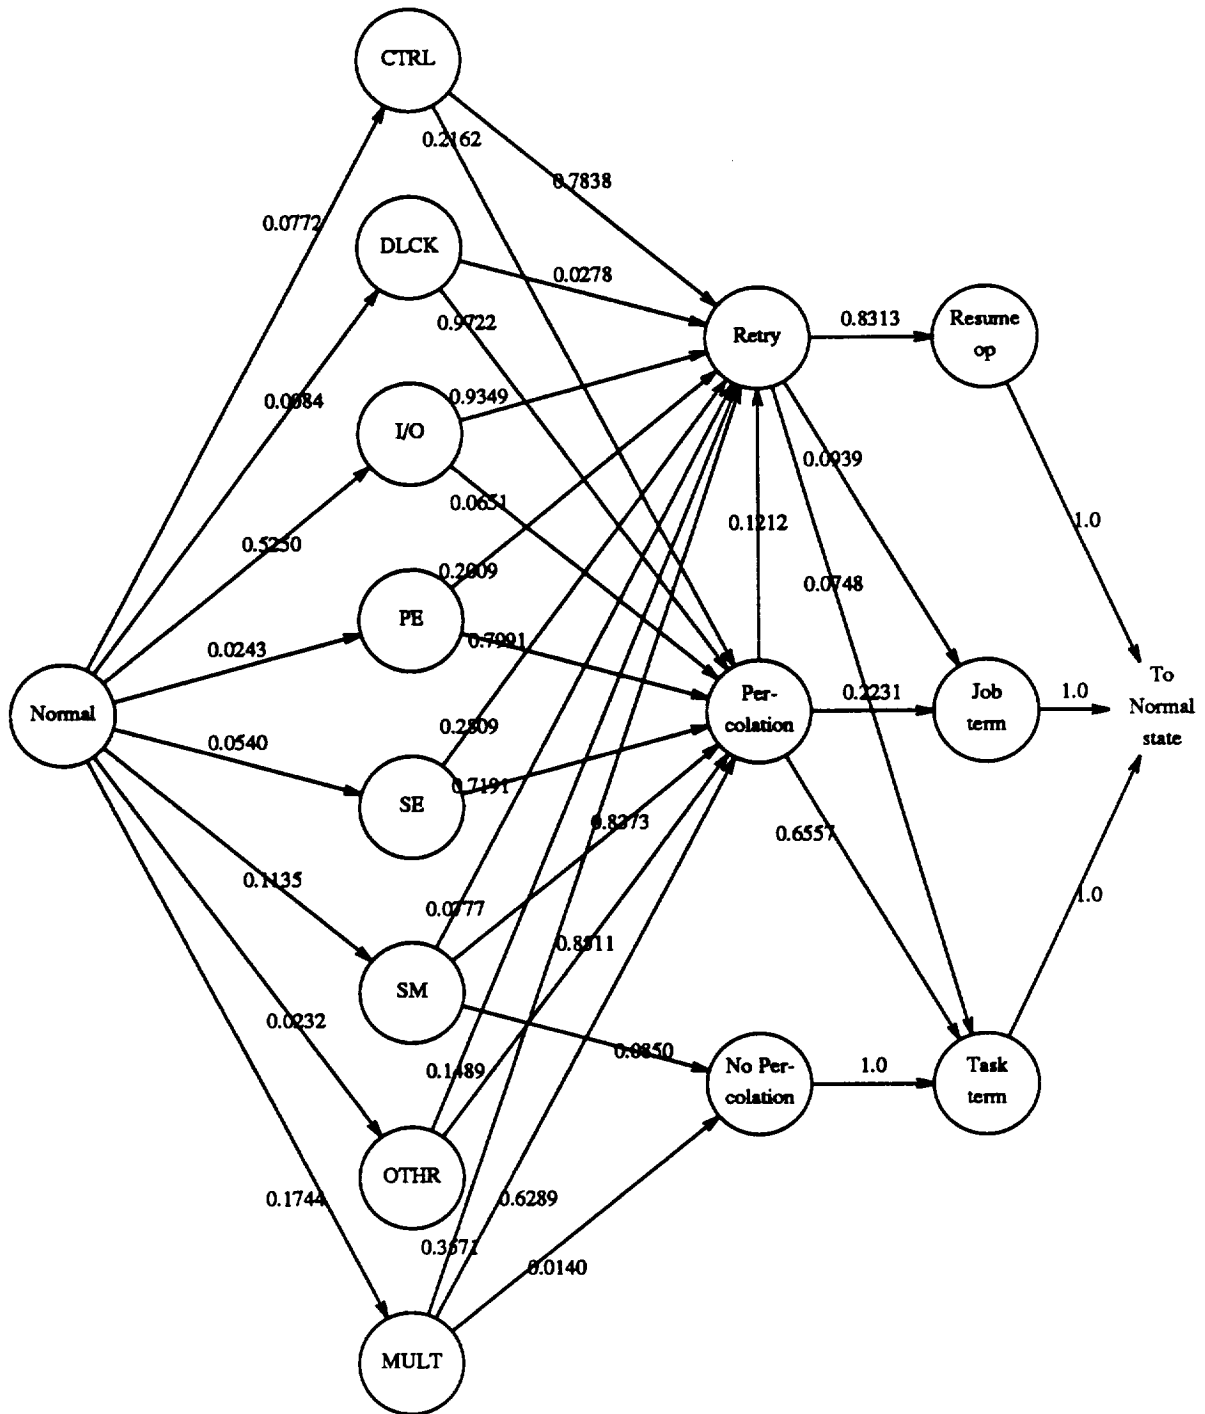 CTRL
0.2162
0.7838
0.0772
DLCK
0.0278
0.9722
Retry
0.8313
Resume
op
0.0084
0.9349
I/O
0.0939
0.0651
0.1212
1.0
0.5250
0.2009
0.0748
PE
0.7991
0.0243
To
Normal
state
Normal
Per-
colation
0.2231
Job
term
1.0
0.0540
0.2809
0.7191
SE
0.8373
0.6557
0.1135
0.0777
1.0
0.8511
SM
0.0232
0.0850
0.1489
No Per-
colation
1.0
Task
term
OTHR
0.1744
0.6289
0.3571
0.0140
MULT